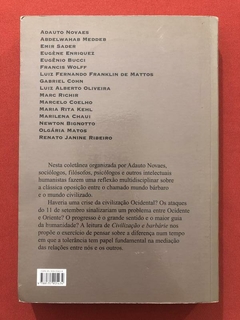 ADAUTO NOVAES
ABDELWAHAB MEDDEB
EMIR SADER
EUGÈNE ENRIQUEZ
EUGÊNIO BUCCI
FRANCIS WOLFF
LUIZ FERNANDO FRANKLIN DE MATTOS
GABRIEL COHN
LUIZ ALBERTO OLIVEIRA
MARC RICHIR
MARCELO COELHO
MARIA RITA KEHL
MARILENA CHAUI
NEWTON BIGNOTTO
OLGÁRIA MATOS
RENATO JANINE RIBEIRO
Nesta coletânea organizada por Adauto Novaes,
sociólogos, filósofos, psicólogos e outros intelectuais
humanistas fazem uma reflexão multidisciplinar sobre
a clássica oposição entre o chamado mundo bárbaro e
o mundo civilizado.
Haveria uma crise da civilização Ocidental? Os ataques
do 11 de setembro sinalizariam um problema entre Ocidente
e Oriente? O progresso é o grande sentido e o maior guia
da humanidade? A leitura de Civilização e barbárie nos
propõe o exercício de pensar sobre a diferença num tempo
em que a tolerância tem papel fundamental na mediação
das relações entre nós e os outros.